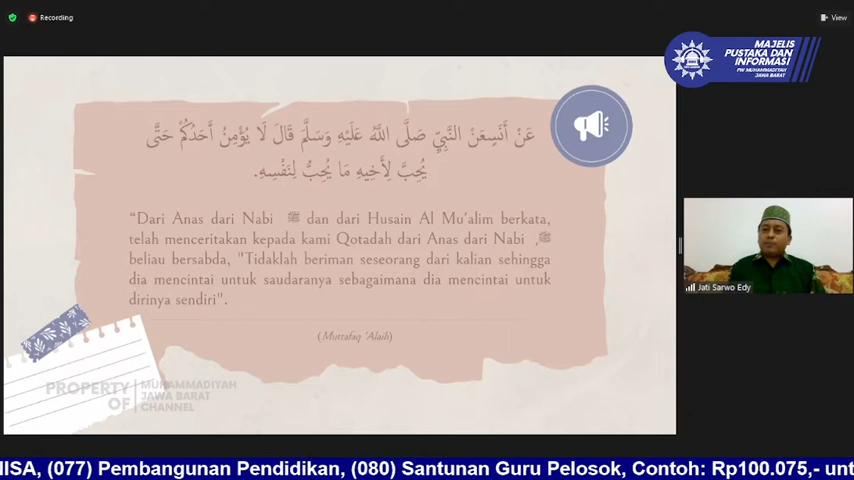 Recording
View
MAJELIS
PUSTAKA DAN
INFORMASI
PW MUHAMMADIYAH
JAWA BARAT
عَنْ أَنَسٍعَنْ النَّبِيِّ صَلَّى اللَّهُ عَلَيْهِ وَسَلَّمَ قَالَ لَا يُؤْمِنُ أَحَدُكُمْ حَتَّى
يُحِبَّ لِأَخِيهِ مَا يُحِبُّ لِنَفْسِهِ.
“Dari Anas dari Nabi ﷺ dan dari Husain Al Mu'alim berkata,
telah menceritakan kepada kami Qotadah dari Anas dari Nabi ,ﷺ
beliau bersabda, "Tidaklah beriman seseorang dari kalian sehingga
dia mencintai untuk saudaranya sebagaimana dia mencintai untuk
dirinya sendiri".
(Muttafaq 'Alaih)
Jati Sarwo Edy
PROPERTY OF
MUHAMMADIYAH
JAWA BARAT
CHANNEL
NISA, (077) Pembangunan Pendidikan, (080) Santunan Guru Pelosok, Contoh: Rp100.075,- unt